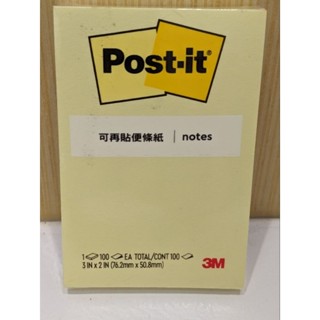 Post-it
可再貼便條紙 | notes
1 100 EA TOTAL/CONT 100
3 IN x 2 IN (76.2mm x 50.8mm)
3M